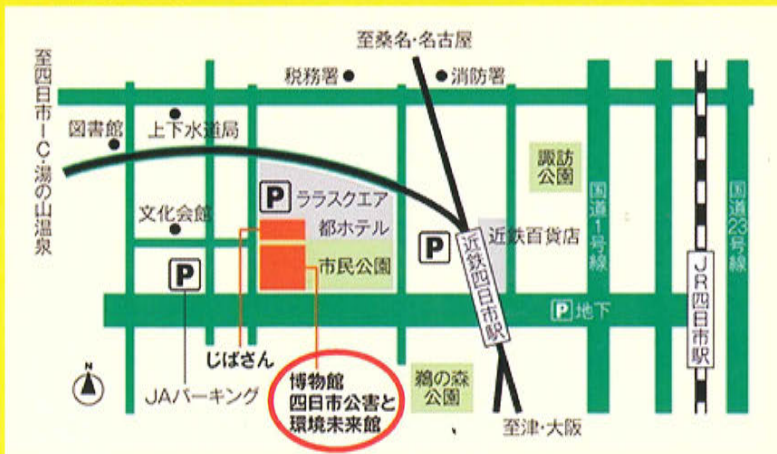 至桑名・名古屋
税務署
消防署
至四日市IC・湯の山温泉
図書館
上下水道局
諏訪
公園
P
ララスクエア
都ホテル
文化会館
市民公園
P
近鉄百貨店
近鉄四日市駅
国道1号線
国道23号線
JR四日市駅
P
P地下
じばさん
JAパーキング
N
博物館
四日市公害と
環境未来館
鵜の森
公園
至津・大阪